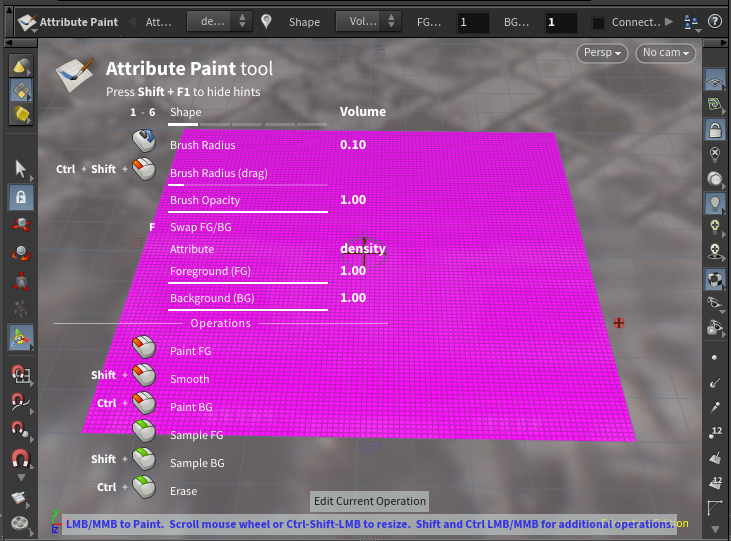 Attribute Paint Att... de... Shape Vol... FG... 1 BG... 1 Connect..
Persp No cam
Attribute Paint tool
Press Shift + F1 to hide hints
1 - 6 Shape Volume
Brush Radius 0.10
Ctrl + Shift + Brush Radius (drag)
Brush Opacity 1.00
F Swap FG/BG
Attribute density
Foreground (FG) 1.00
Background (BG) 1.00
Operations
Paint FG
Shift + Smooth
Ctrl + Paint BG
Sample FG
Shift + Sample BG
Ctrl + Erase
12
12
Edit Current Operation
LMB/MMB to Paint. Scroll mouse wheel or Ctrl-Shift-LMB to resize. Shift and Ctrl LMB/MMB for additional operations.